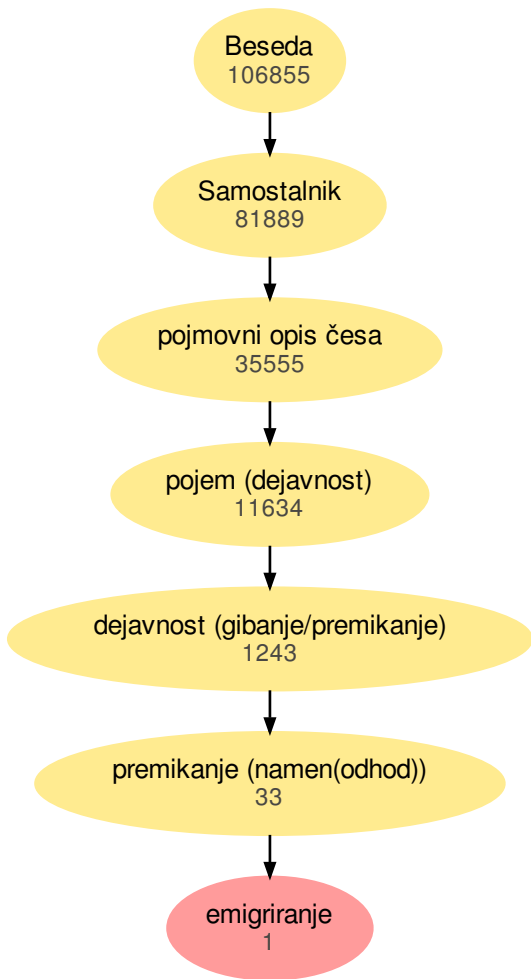 Beseda
106855
Samostalnik
81889
pojmovni opis česa
35555
pojem (dejavnost)
11634
dejavnost (gibanje/premikanje)
1243
premikanje (namen(odhod))
33
emigriranje
1